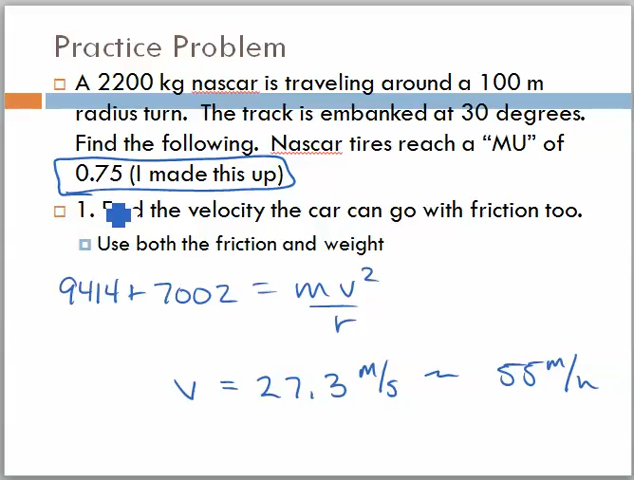 Practice Problem
A 2200 kg nascar is traveling around a 100 m
radius turn. The track is embanked at 30 degrees.
Find the following. Nascar tires reach a “MU” of
0.75 (I made this up)
1. Find the velocity the car can go with friction too.
Use both the friction and weight
9414 + 7002 = mv²
r
v = 27.3 m/s ~ 55 m/h